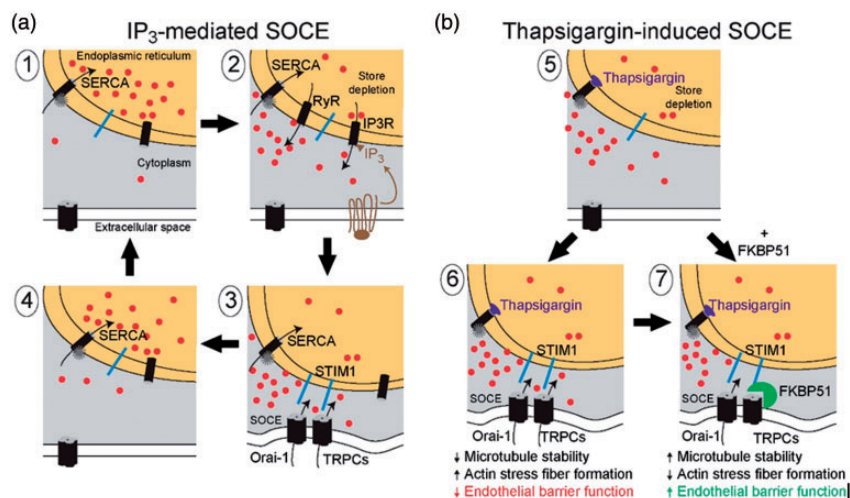 (a)
IP3-mediated SOCE
1
Endoplasmic reticulum
SERCA
Cytoplasm
Extracellular space
2
SERCA
Store
depletion
RyR
IP3R
IP3
4
SERCA
3
SERCA
STIM1
SOCE
Orai-1
TRPCs
(b)
Thapsigargin-induced SOCE
5
Thapsigargin
Store
depletion
+
FKBP51
6
Thapsigargin
STIM1
SOCE
Orai-1
TRPCs
↓ Microtubule stability
↑ Actin stress fiber formation
↓ Endothelial barrier function
7
Thapsigargin
STIM1
FKBP51
SOCE
Orai-1
TRPCs
↑ Microtubule stability
↓ Actin stress fiber formation
↑ Endothelial barrier function